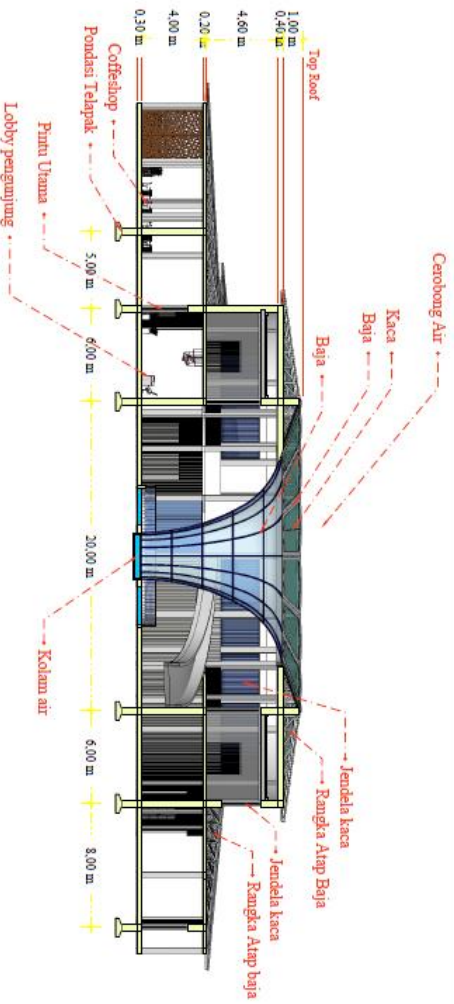 Cerobong Air
Kaca
Baja
Baja
Jendela kaca
Rangka Atap Baja
Jendela kaca
Rangka Atap baja
Top Roof
1.00 m
0,40 m
4,60 m
0,20 m
4,00 m
0,30 m
5,00 m
6,00 m
20,00 m
6,00 m
8,00 m
Coffeshop
Pondasi Telapak
Pintu Utama
Lobby pengunjung
Kolam air